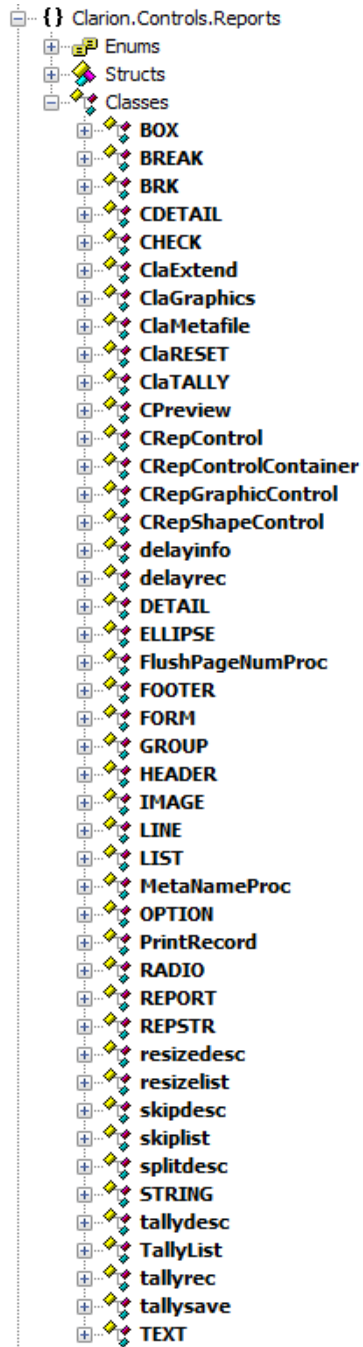 {} Clarion.Controls.Reports
Enums
Structs
Classes
BOX
BREAK
BRK
CDETAIL
CHECK
ClaExtend
ClaGraphics
ClaMetafile
ClaRESET
ClaTALLY
CPreview
CRepControl
CRepControlContainer
CRepGraphicControl
CRepShapeControl
delayinfo
delayrec
DETAIL
ELLIPSE
FlushPageNumProc
FOOTER
FORM
GROUP
HEADER
IMAGE
LINE
LIST
MetaNameProc
OPTION
PrintRecord
RADIO
REPORT
REPSTR
resizedesc
resizelist
skipdesc
skiplist
splitdesc
STRING
tallydesc
TallyList
tallyrec
tallysave
TEXT